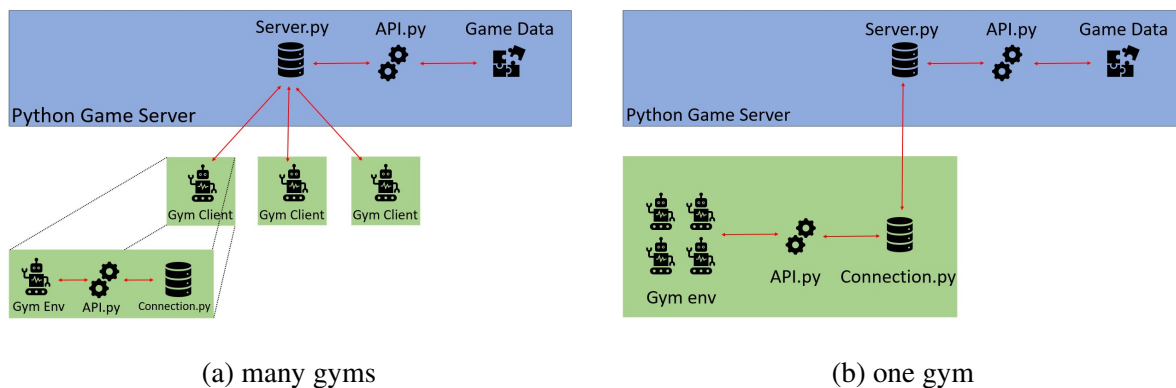 Server.py API.py Game Data
Python Game Server
Gym Client Gym Client Gym Client
Gym Env API.py Connection.py
(a) many gyms
Server.py API.py Game Data
Python Game Server
Gym env API.py Connection.py
(b) one gym